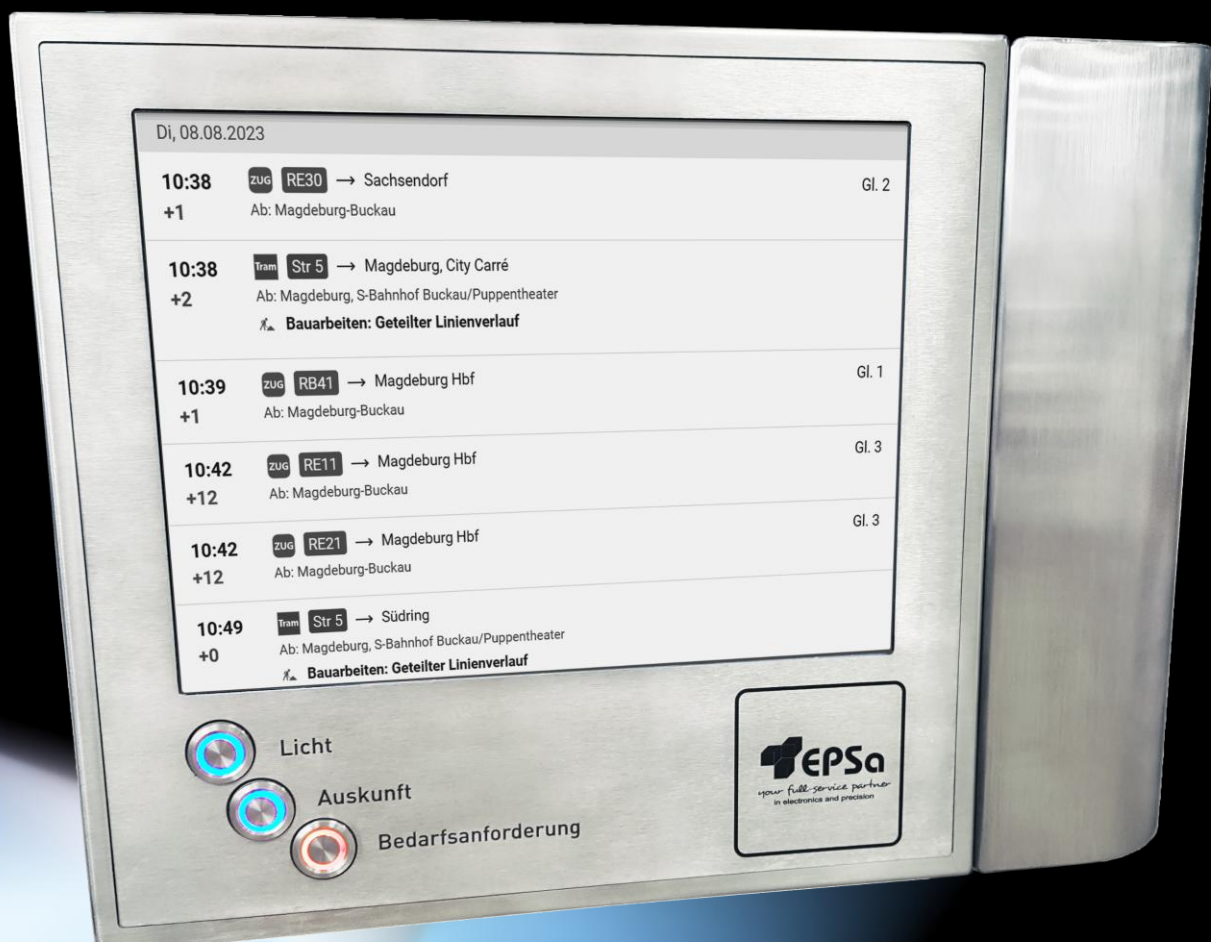 Di, 08.08.2023
10:38 ZUG RE30 → Sachsendorf Gl. 2
+1 Ab: Magdeburg-Buckau
10:38 Tram Str 5 → Magdeburg, City Carré
+2 Ab: Magdeburg, S-Bahnhof Buckau/Puppentheater
Bauarbeiten: Geteilter Linienverlauf
10:39 ZUG RB41 → Magdeburg Hbf Gl. 1
+1 Ab: Magdeburg-Buckau
10:42 ZUG RE11 → Magdeburg Hbf Gl. 3
+12 Ab: Magdeburg-Buckau
10:42 ZUG RE21 → Magdeburg Hbf Gl. 3
+12 Ab: Magdeburg-Buckau
10:49 Tram Str 5 → Südring
+0 Ab: Magdeburg, S-Bahnhof Buckau/Puppentheater
Bauarbeiten: Geteilter Linienverlauf
Licht
Auskunft
Bedarfsanforderung
EPSa
your full service partner
in electronics and precision